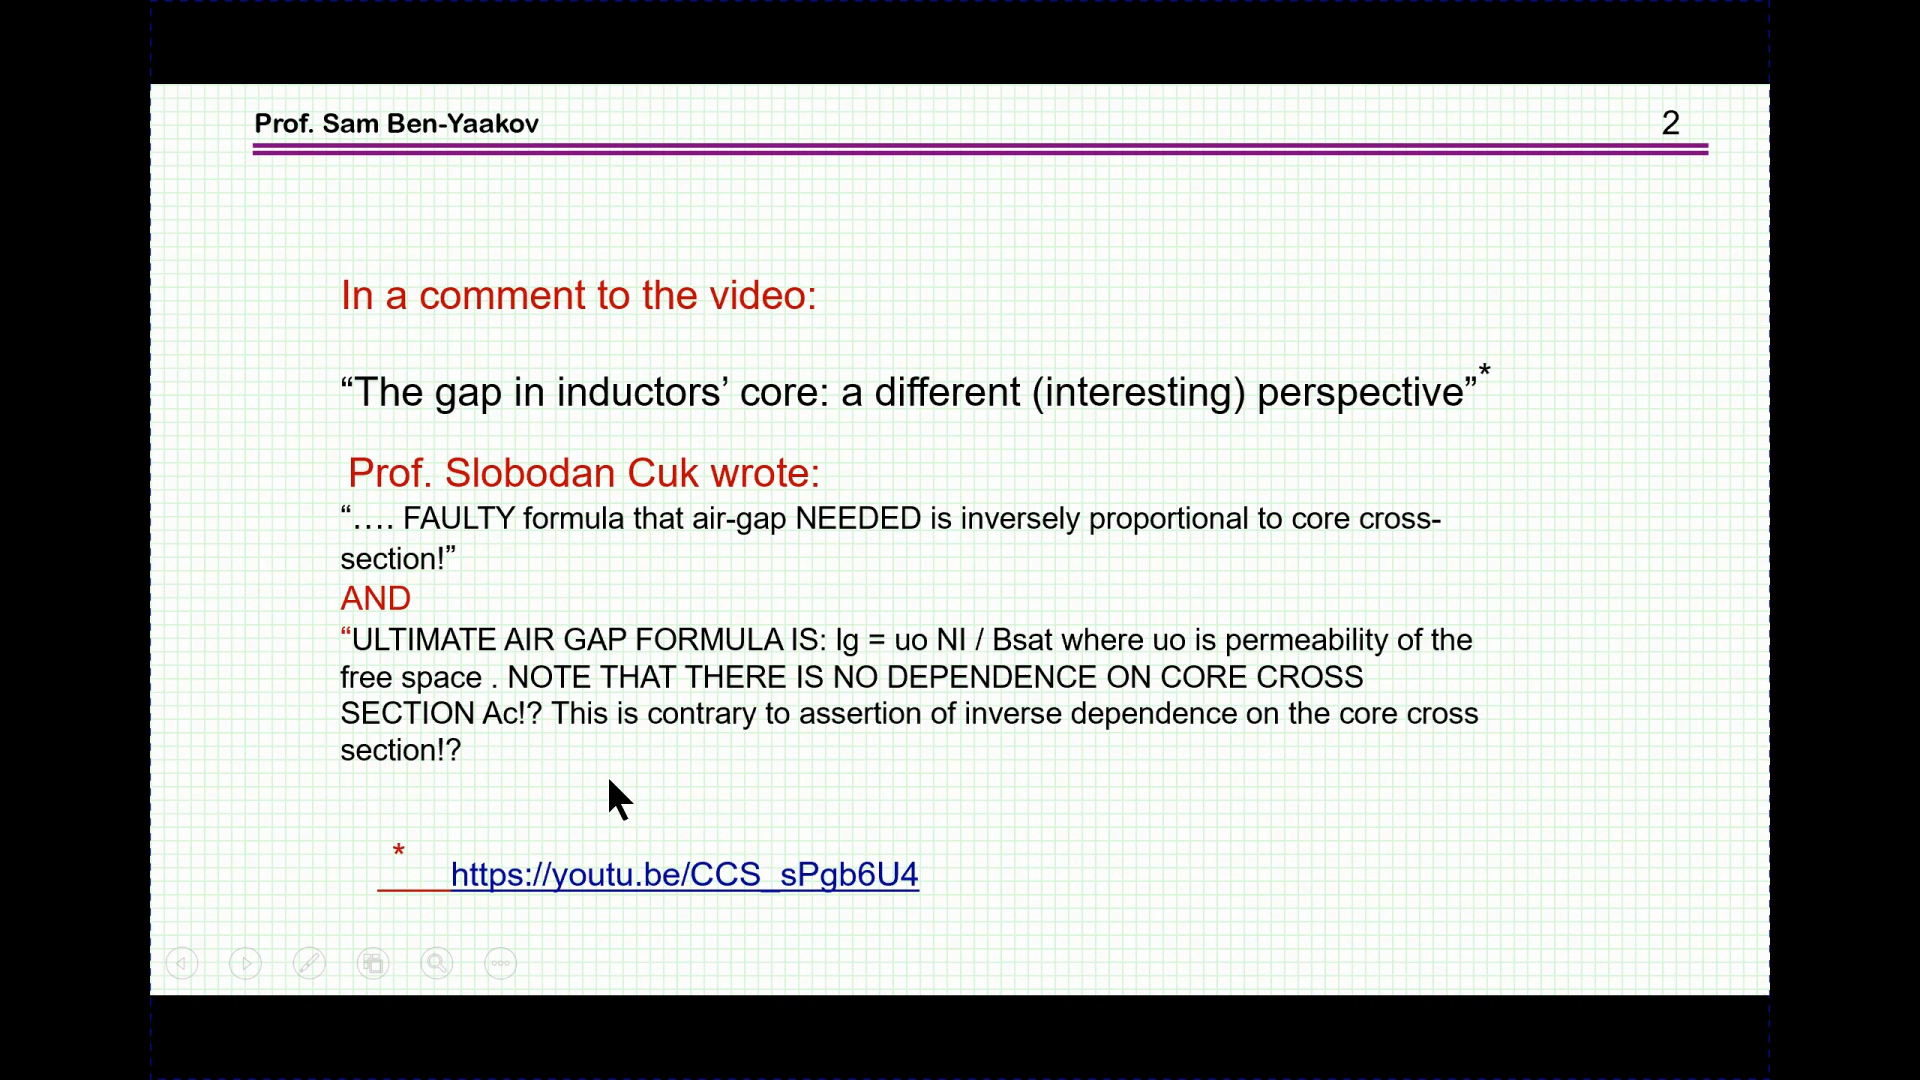 Prof. Sam Ben-Yaakov
2
In a comment to the video:
“The gap in inductors’ core: a different (interesting) perspective”*
Prof. Slobodan Cuk wrote:
“…. FAULTY formula that air-gap NEEDED is inversely proportional to core cross-
section!”
AND
“ULTIMATE AIR GAP FORMULA IS: lg = uo NI / Bsat where uo is permeability of the
free space . NOTE THAT THERE IS NO DEPENDENCE ON CORE CROSS
SECTION Ac!? This is contrary to assertion of inverse dependence on the core cross
section!?
*
https://youtu.be/CCS_sPgb6U4